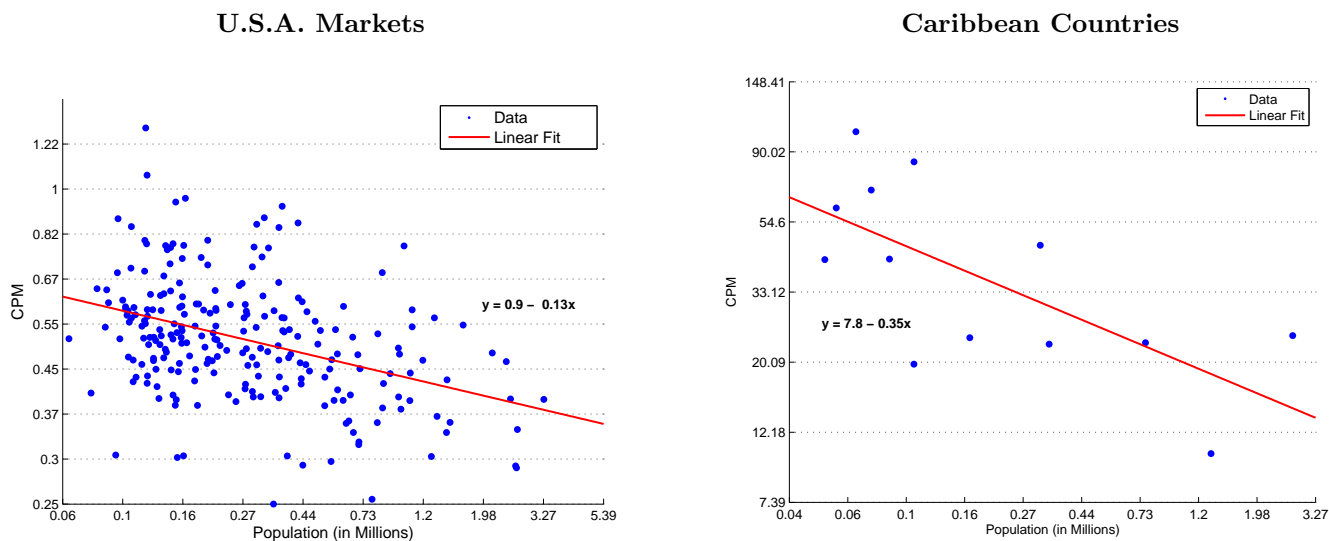 U.S.A. Markets
Data
Linear Fit
1.22
1
0.82
0.67
0.55
0.45
0.37
0.3
0.25
CPM
y = 0.9 − 0.13x
0.06 0.1 0.16 0.27 0.44 0.73 1.2 1.98 3.27 5.39
Population (in Millions)
Caribbean Countries
Data
Linear Fit
148.41
90.02
54.6
33.12
20.09
12.18
7.39
CPM
y = 7.8 − 0.35x
0.04 0.06 0.1 0.16 0.27 0.44 0.73 1.2 1.98 3.27
Population (in Millions)